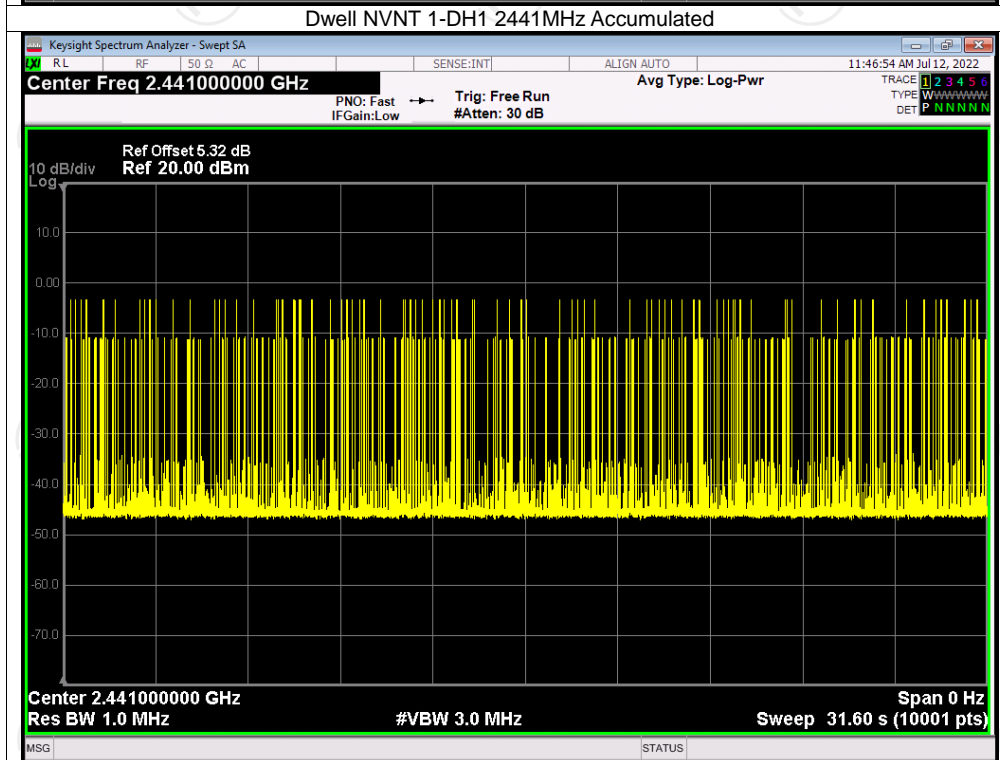 Dwell NVNT 1-DH1 2441MHz Accumulated
Keysight Spectrum Analyzer - Swept SA
LXI RL RF 50 Ω AC SENSE:INT ALIGN AUTO 11:46:54 AM Jul 12, 2022
Center Freq 2.441000000 GHz Avg Type: Log-Pwr TRACE 1 2 3 4 5 6
PNO: Fast Trig: Free Run TYPE WWWWWW
IFGain:Low #Atten: 30 dB DET P N N N N N
Ref Offset 5.32 dB
10 dB/div Ref 20.00 dBm
Log
10.0
0.00
-10.0
-20.0
-30.0
-40.0
-50.0
-60.0
-70.0
Center 2.441000000 GHz Span 0 Hz
Res BW 1.0 MHz #VBW 3.0 MHz Sweep 31.60 s (10001 pts)
MSG STATUS